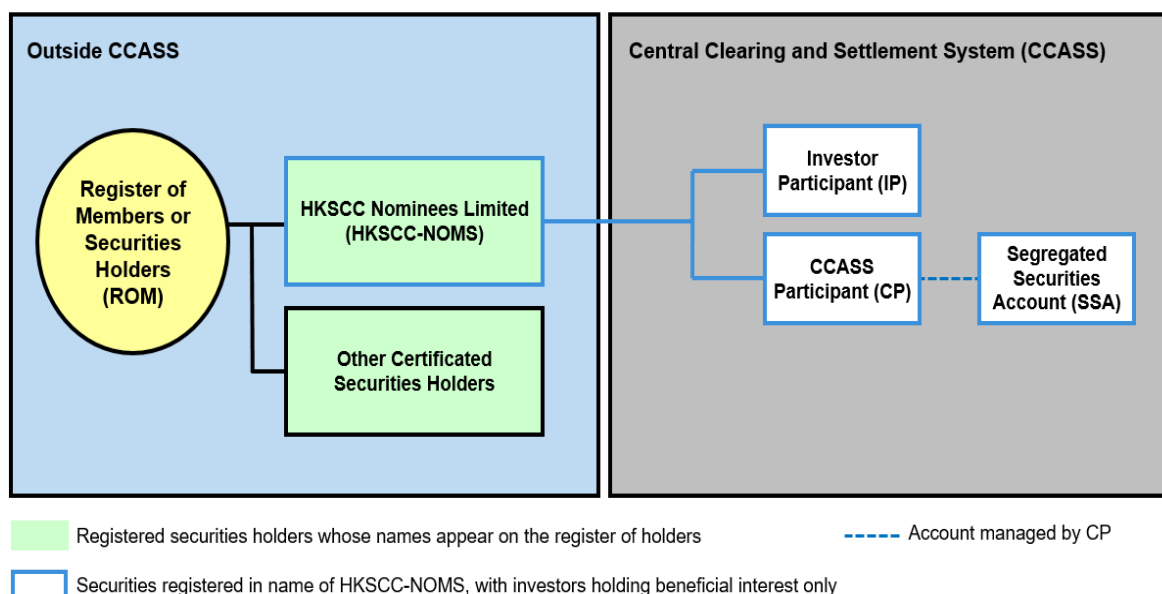 Outside CCASS
Central Clearing and Settlement System (CCASS)
Register of
Members or
Securities
Holders
(ROM)
HKSCC Nominees Limited
(HKSCC-NOMS)
Other Certificated
Securities Holders
Investor
Participant (IP)
CCASS
Participant (CP)
Segregated
Securities
Account (SSA)
Registered securities holders whose names appear on the register of holders
Account managed by CP
Securities registered in name of HKSCC-NOMS, with investors holding beneficial interest only